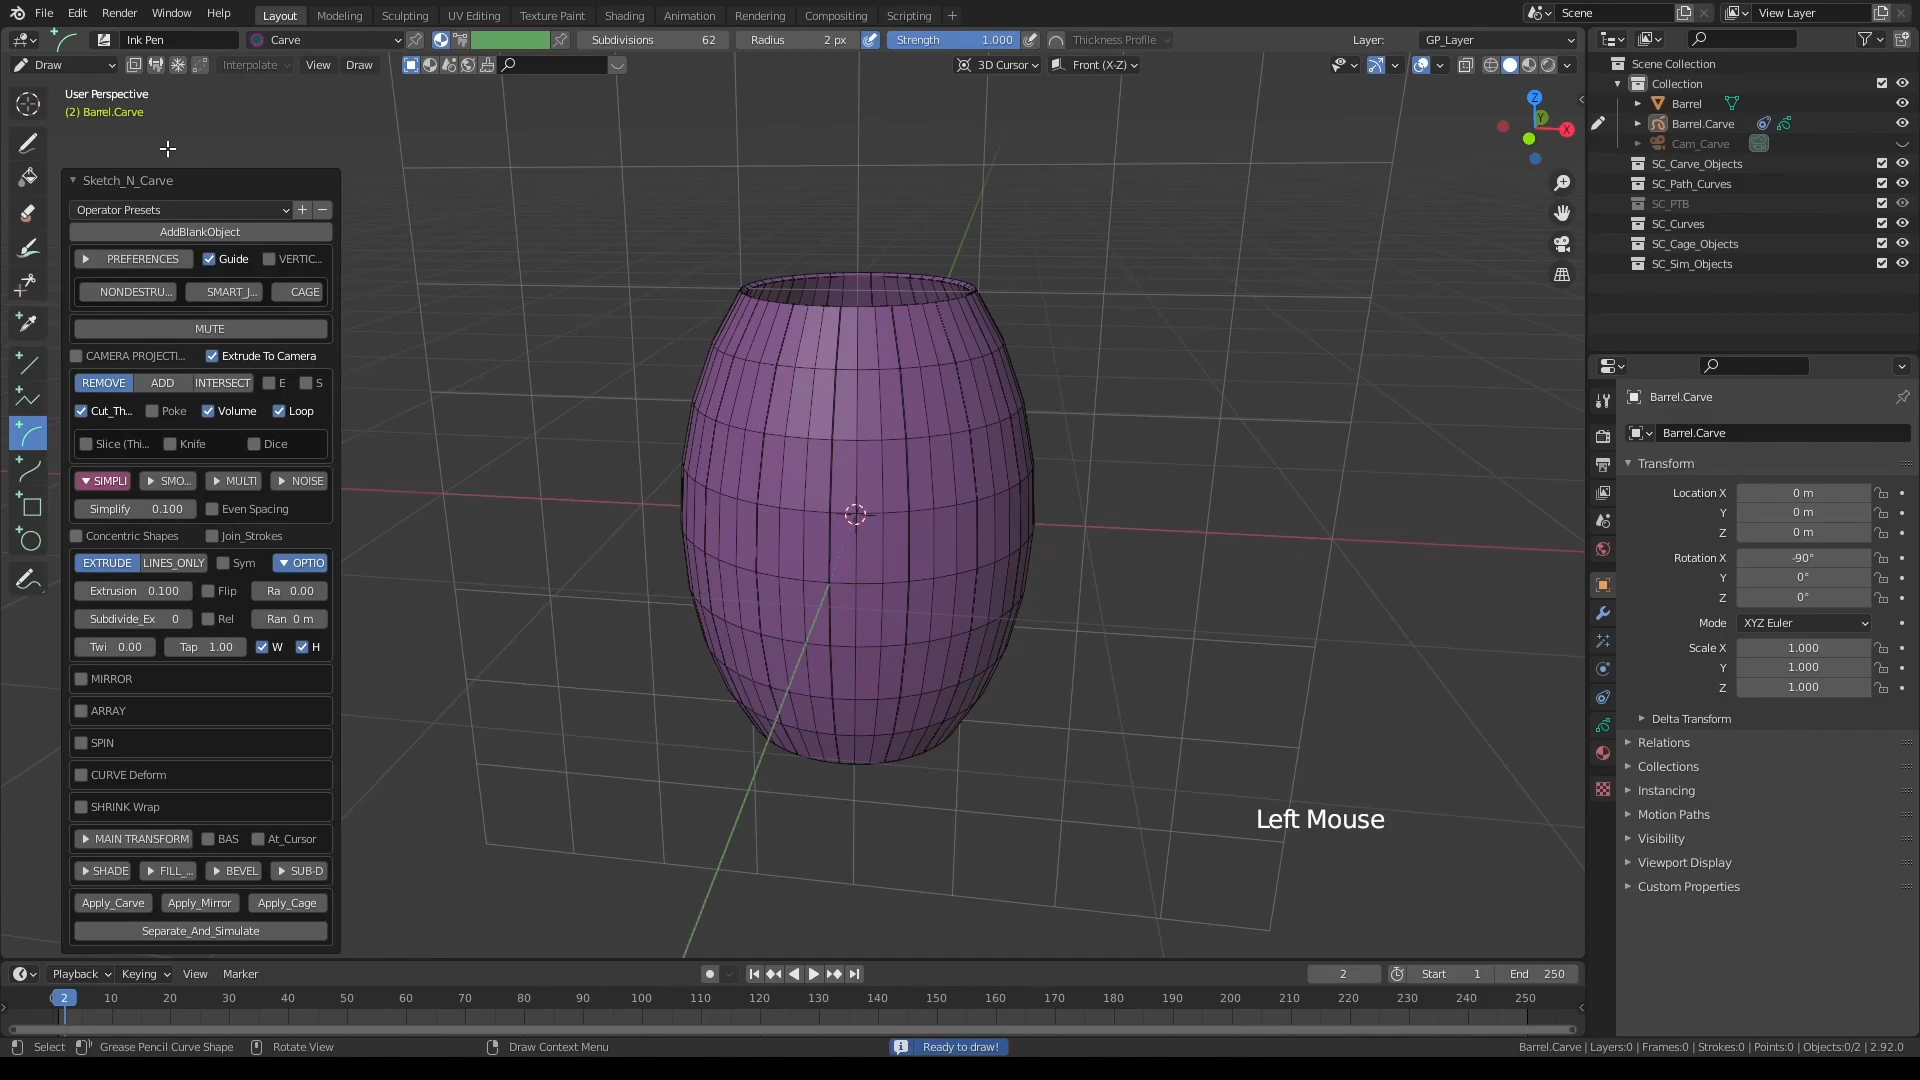 File Edit Render Window Help Layout Modeling Sculpting UV Editing Texture Paint Shading Animation Rendering Compositing Scripting + Scene View Layer
Ink Pen Carve Subdivisions 62 Radius 2 px Strength 1.000 Thickness Profile Layer: GP_Layer
Draw Interpolate View Draw 3D Cursor Front (X-Z)
User Perspective
(2) Barrel.Carve
Sketch_N_Carve
Operator Presets + −
AddBlankObject
PREFERENCES Guide VERTIC...
NONDESTRU... SMART_J... CAGE
MUTE
CAMERA PROJECTI... Extrude To Camera
REMOVE ADD INTERSECT E S
Cut_Th... Poke Volume Loop
Slice (Thi... Knife Dice
SIMPLI SMO... MULTI NOISE
Simplify 0.100 Even Spacing
Concentric Shapes Join_Strokes
EXTRUDE LINES_ONLY Sym OPTIO
Extrusion 0.100 Flip Ra 0.00
Subdivide_Ex 0 Rel Ran 0 m
Twi 0.00 Tap 1.00 W H
MIRROR
ARRAY
SPIN
CURVE Deform
SHRINK Wrap
MAIN TRANSFORM BAS At_Cursor
SHADE FILL_... BEVEL SUB-D
Apply_Carve Apply_Mirror Apply_Cage
Separate_And_Simulate
Z
Y
X
Left Mouse
Scene Collection
Collection
Barrel
Barrel.Carve
Cam_Carve
SC_Carve_Objects
SC_Path_Curves
SC_PTB
SC_Curves
SC_Cage_Objects
SC_Sim_Objects
Barrel.Carve
Barrel.Carve
Transform
Location X 0 m
Y 0 m
Z 0 m
Rotation X -90°
Y 0°
Z 0°
Mode XYZ Euler
Scale X 1.000
Y 1.000
Z 1.000
Delta Transform
Relations
Collections
Instancing
Motion Paths
Visibility
Viewport Display
Custom Properties
Playback Keying View Marker 2 Start 1 End 250
2 10 20 30 40 50 60 70 80 90 100 110 120 130 140 150 160 170 180 190 200 210 220 230 240 250
Select Grease Pencil Curve Shape Rotate View Draw Context Menu Ready to draw! Barrel.Carve | Layers:0 | Frames:0 | Strokes:0 | Points:0 | Objects:0/2 | 2.92.0